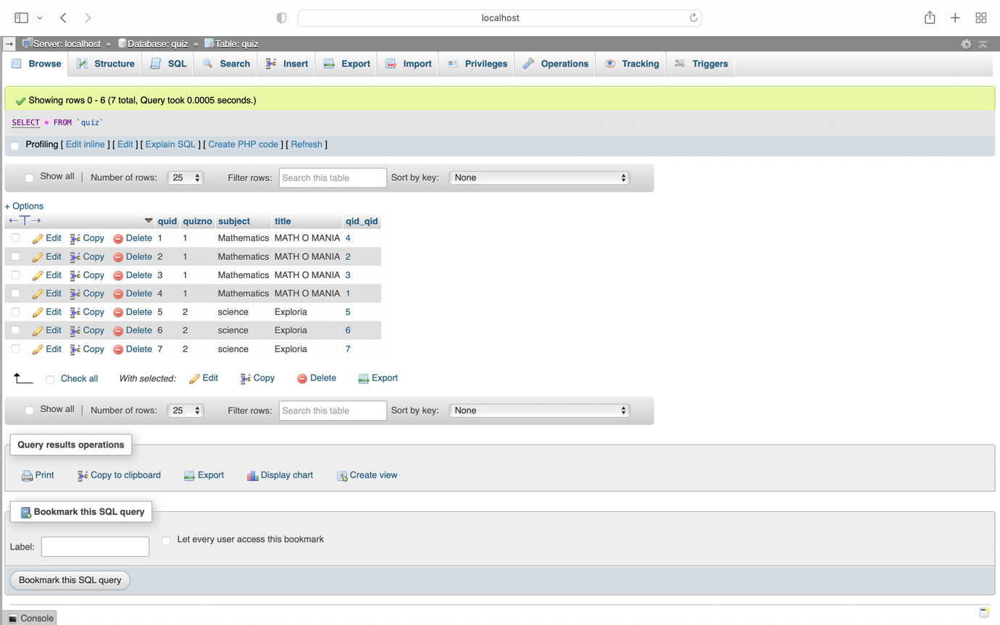 localhost
Server: localhost » Database: quiz » Table: quiz
Browse Structure SQL Search Insert Export Import Privileges Operations Tracking Triggers
Showing rows 0 - 6 (7 total, Query took 0.0005 seconds.)
SELECT * FROM `quiz`
Profiling [ Edit inline ] [ Edit ] [ Explain SQL ] [ Create PHP code ] [ Refresh ]
Show all | Number of rows: 25 Filter rows: Search this table Sort by key: None
+ Options
←T→ quid quizno subject title qid_qid
Edit Copy Delete 1 1 Mathematics MATH O MANIA 4
Edit Copy Delete 2 1 Mathematics MATH O MANIA 2
Edit Copy Delete 3 1 Mathematics MATH O MANIA 3
Edit Copy Delete 4 1 Mathematics MATH O MANIA 1
Edit Copy Delete 5 2 science Exploria 5
Edit Copy Delete 6 2 science Exploria 6
Edit Copy Delete 7 2 science Exploria 7
Check all With selected: Edit Copy Delete Export
Show all | Number of rows: 25 Filter rows: Search this table Sort by key: None
Query results operations
Print Copy to clipboard Export Display chart Create view
Bookmark this SQL query
Label: Let every user access this bookmark
Bookmark this SQL query
Console